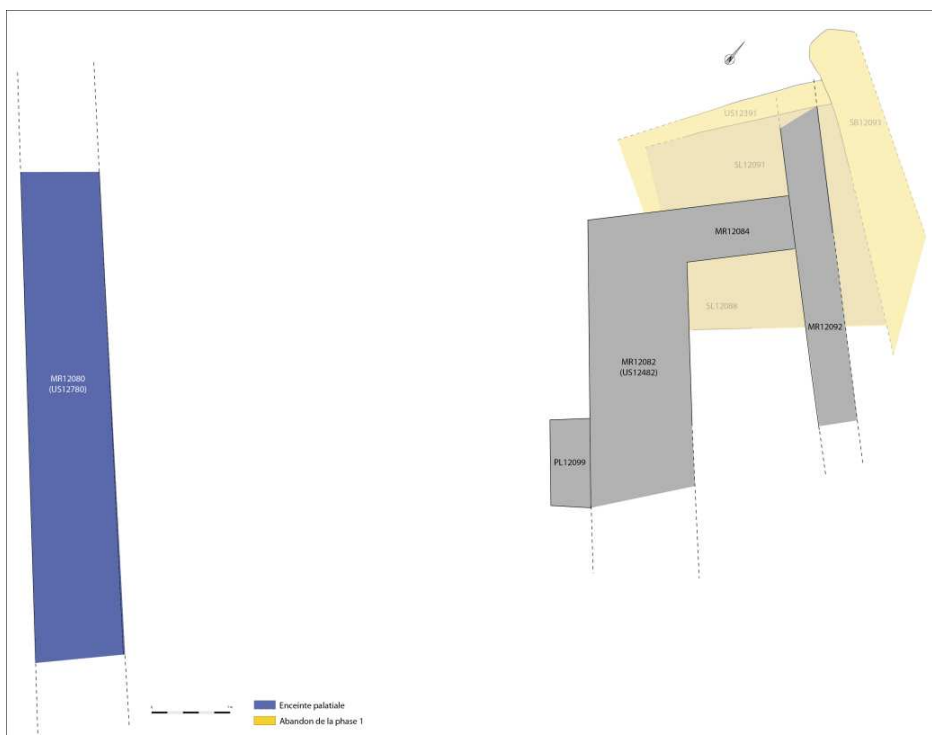 US12391
SB12093
SL12091
MR12084
SL12086
MR12092
MR12080
(US12780)
MR12082
(US12482)
PL12099
Enceinte palatiale
Abandon de la phase 1